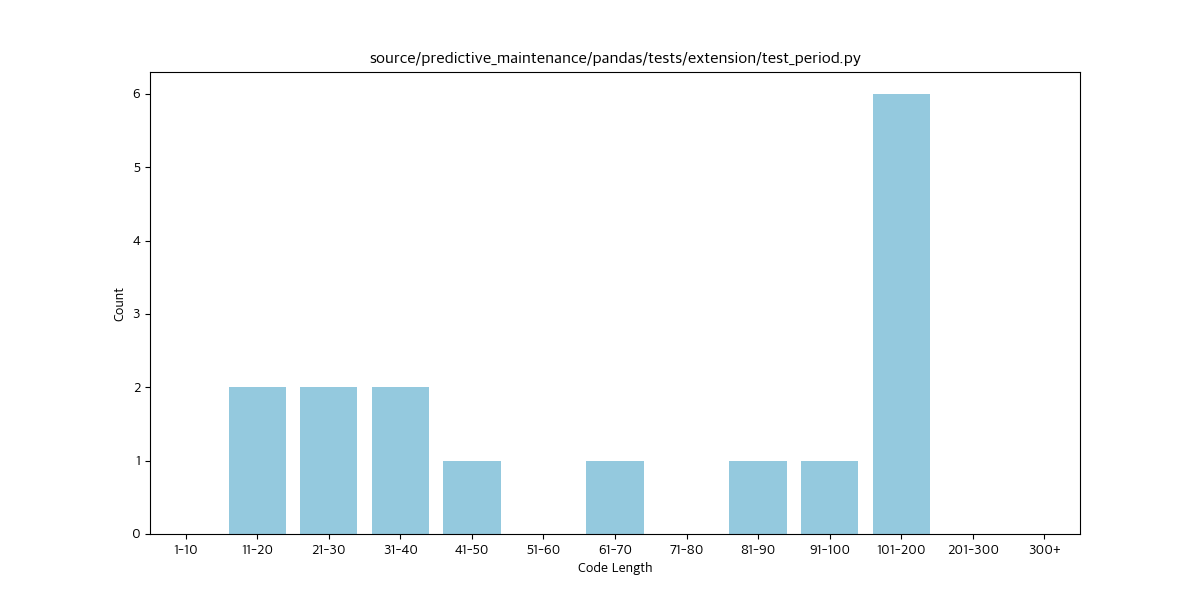 source/predictive_maintenance/pandas/tests/extension/test_period.py
6
5
4
3
2
1
0
Count
1-10 11-20 21-30 31-40 41-50 51-60 61-70 71-80 81-90 91-100 101-200 201-300 300+
Code Length